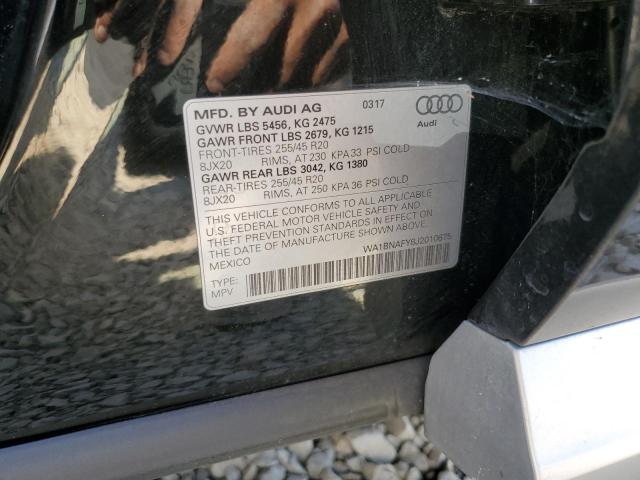 MFD. BY AUDI AG 0317
GVWR LBS 5456, KG 2475
GAWR FRONT LBS 2679, KG 1215
FRONT-TIRES 255/45 R20
8JX20 RIMS, AT 230 KPA 33 PSI COLD
GAWR REAR LBS 3042, KG 1380
REAR-TIRES 255/45 R20
8JX20 RIMS, AT 250 KPA 36 PSI COLD
Audi
THIS VEHICLE CONFORMS TO ALL APPLICABLE
U.S. FEDERAL MOTOR VEHICLE SAFETY AND
THEFT PREVENTION STANDARDS IN EFFECT ON
THE DATE OF MANUFACTURE SHOWN ABOVE
MEXICO
WA1BNAFY8J2010675
TYPE:
MPV